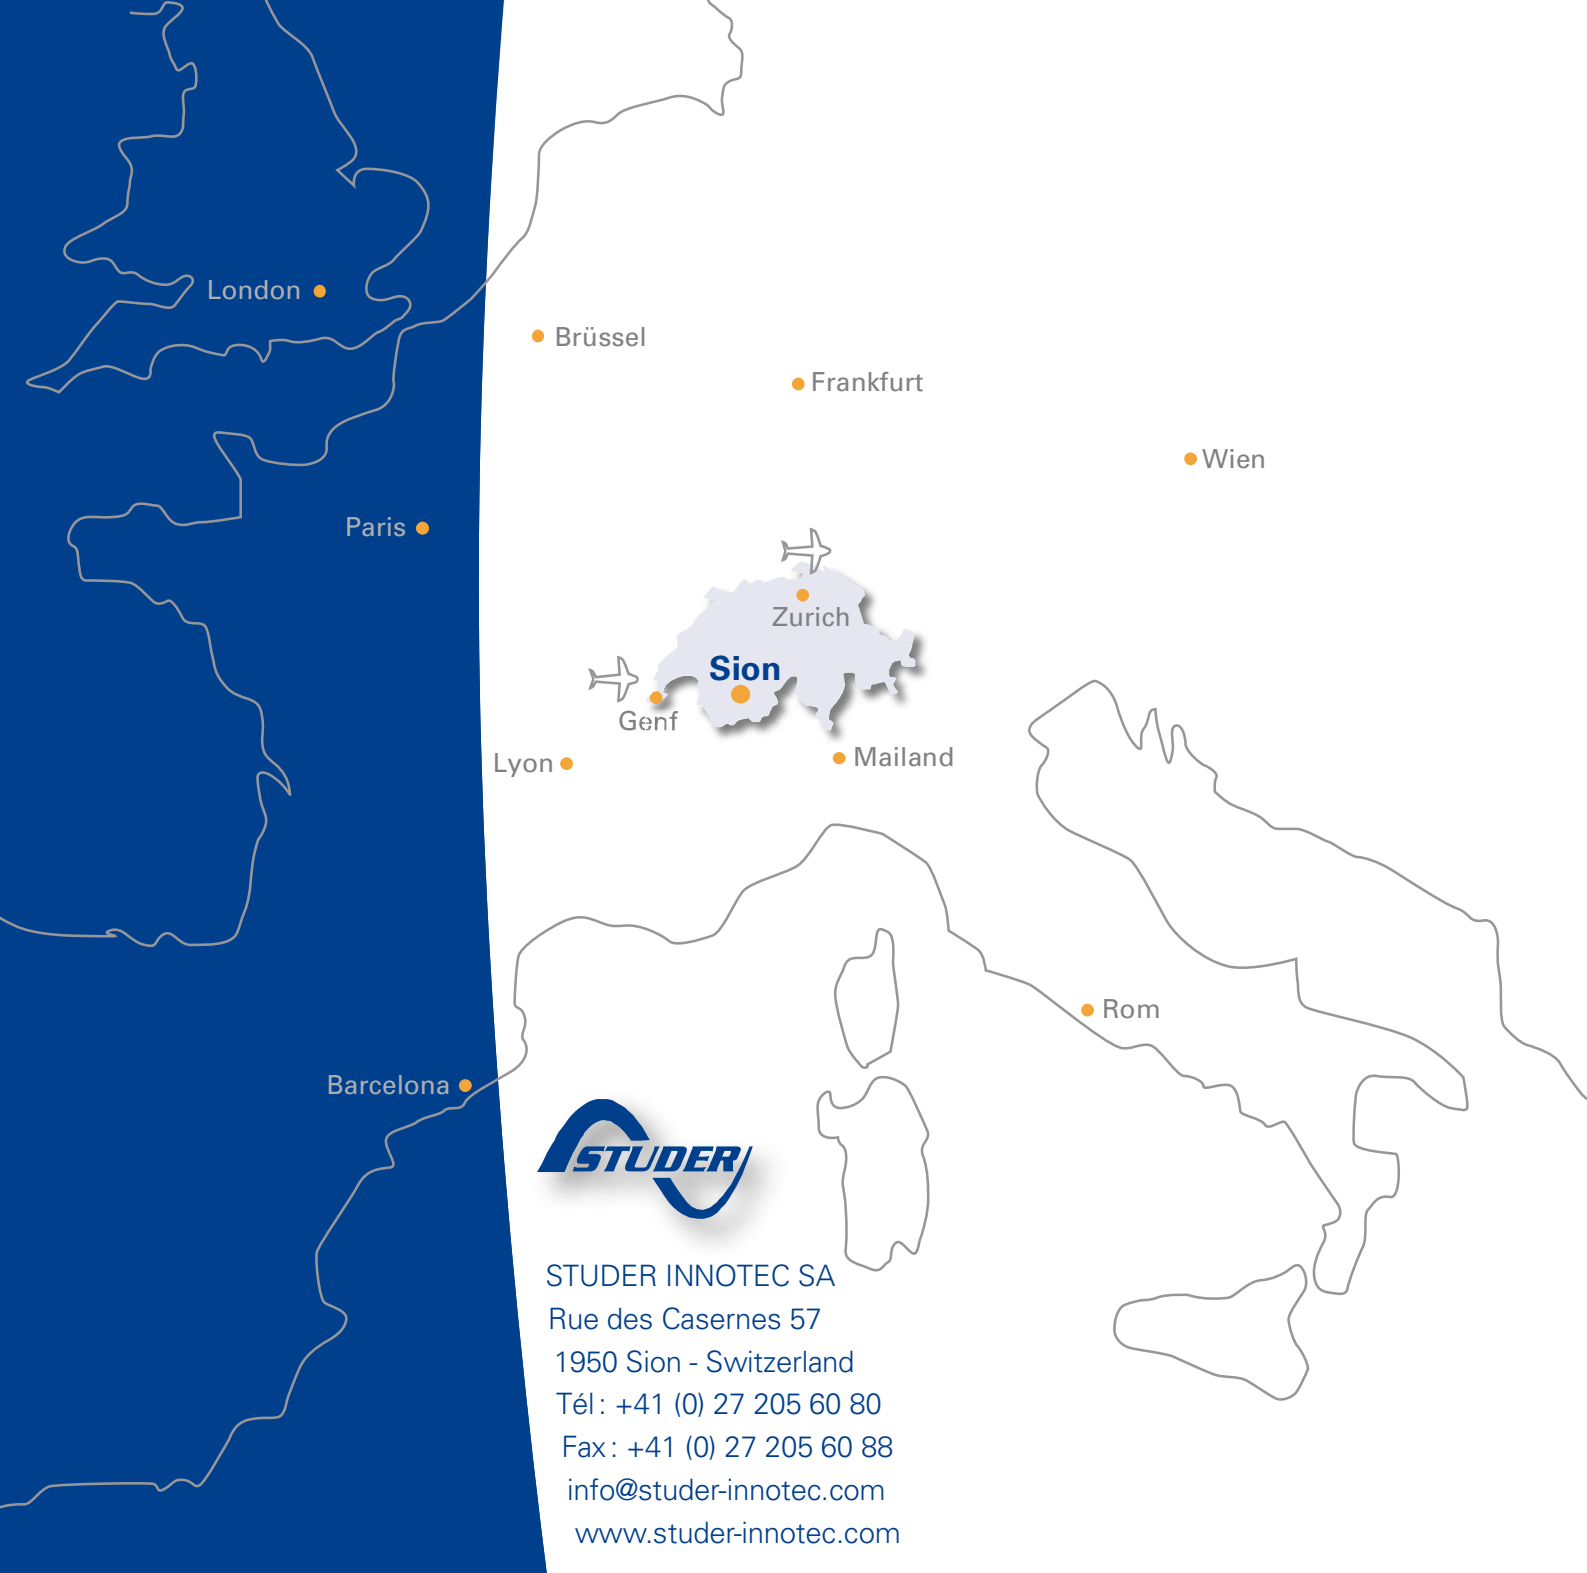 London
Brüssel
Frankfurt
Wien
Paris
Zurich
Sion
Genf
Lyon
Mailand
Rom
Barcelona
STUDER
STUDER INNOTEC SA
Rue des Casernes 57
1950 Sion - Switzerland
Tél : +41 (0) 27 205 60 80
Fax : +41 (0) 27 205 60 88
info@studer-innotec.com
www.studer-innotec.com